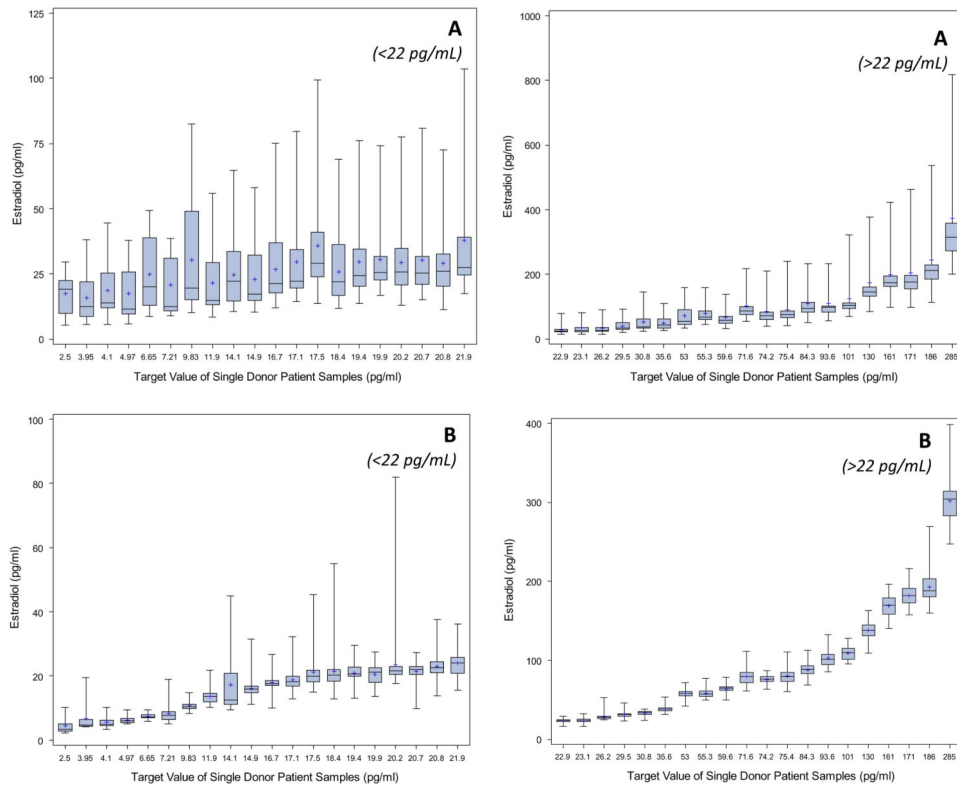 A
(<22 pg/mL)
125
100
75
50
25
0
Estradiol (pg/ml)
2.5 3.95 4.1 4.97 6.65 7.21 9.83 11.9 14.1 14.9 16.7 17.1 17.5 18.4 19.4 19.9 20.2 20.7 20.8 21.9
Target Value of Single Donor Patient Samples (pg/ml)
A
(>22 pg/mL)
1000
800
600
400
200
0
Estradiol (pg/ml)
22.9 23.1 26.2 29.5 30.8 35.6 53 55.3 59.6 71.6 74.2 75.4 84.3 93.6 101 130 161 171 186 285
Target Value of Single Donor Patient Samples (pg/ml)
B
(<22 pg/mL)
100
80
60
40
20
0
Estradiol (pg/ml)
2.5 3.95 4.1 4.97 6.65 7.21 9.83 11.9 14.1 14.9 16.7 17.1 17.5 18.4 19.4 19.9 20.2 20.7 20.8 21.9
Target Value of Single Donor Patient Samples (pg/ml)
B
(>22 pg/mL)
400
300
200
100
0
Estradiol (pg/ml)
22.9 23.1 26.2 29.5 30.8 35.6 53 55.3 59.6 71.6 74.2 75.4 84.3 93.6 101 130 161 171 186 285
Target Value of Single Donor Patient Samples (pg/ml)